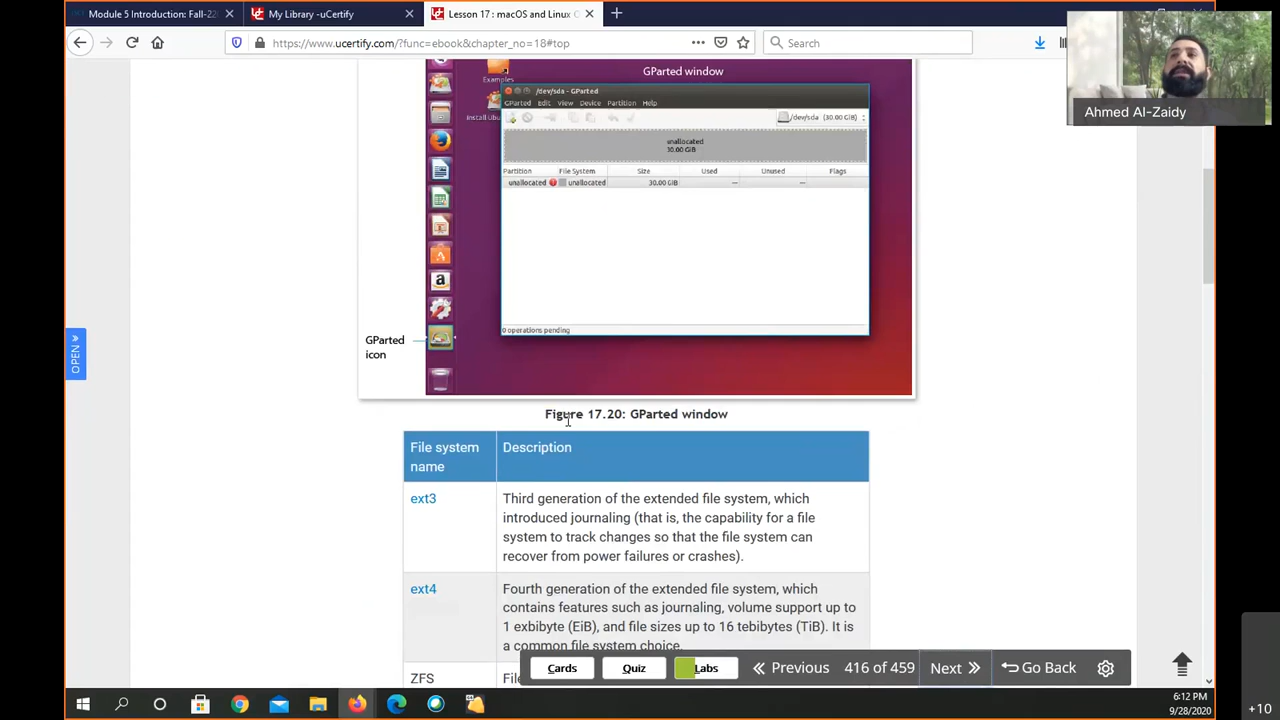 Module 5 Introduction: Fall-22
My Library -uCertify
Lesson 17 : macOS and Linux
https://www.ucertify.com/?func=ebook&chapter_no=18#top
Search
Ahmed Al-Zaidy
GParted window
Examples
Install Ubu
/dev/sda - GParted
GParted Edit View Device Partition Help
/dev/sda (30.00 GiB)
unallocated
30.00 GiB
Partition File System Size Used Unused Flags
unallocated unallocated 30.00 GiB — —
0 operations pending
GParted
icon
OPEN
Figure 17.20: GParted window
File system
name
Description
ext3
Third generation of the extended file system, which
introduced journaling (that is, the capability for a file
system to track changes so that the file system can
recover from power failures or crashes).
ext4
Fourth generation of the extended file system, which
contains features such as journaling, volume support up to
1 exbibyte (EiB), and file sizes up to 16 tebibytes (TiB). It is
a common file system choice.
ZFS
Cards Quiz Labs Previous 416 of 459 Next Go Back
6:12 PM
9/28/2020
+10